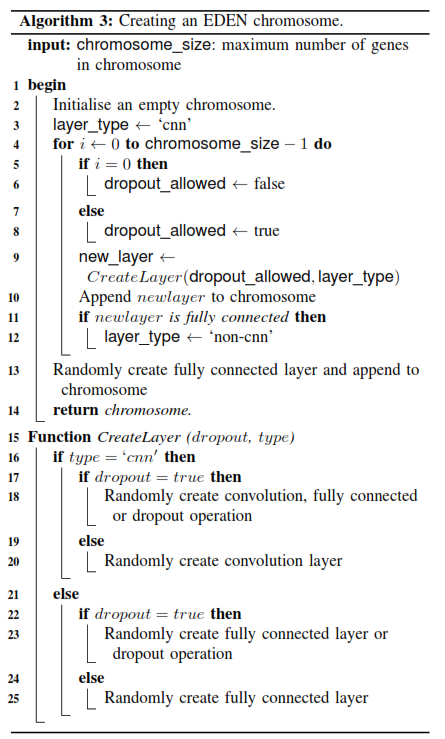 Algorithm 3: Creating an EDEN chromosome.
input: chromosome_size: maximum number of genes
in chromosome
1 begin
2 Initialise an empty chromosome.
3 layer_type ← ‘cnn’
4 for i ← 0 to chromosome_size − 1 do
5 if i = 0 then
6 dropout_allowed ← false
7 else
8 dropout_allowed ← true
9 new_layer ←
CreateLayer(dropout_allowed, layer_type)
10 Append newlayer to chromosome
11 if newlayer is fully connected then
12 layer_type ← ‘non-cnn’
13 Randomly create fully connected layer and append to
chromosome
14 return chromosome.
15 Function CreateLayer (dropout, type)
16 if type = ‘cnn′ then
17 if dropout = true then
18 Randomly create convolution, fully connected
or dropout operation
19 else
20 Randomly create convolution layer
21 else
22 if dropout = true then
23 Randomly create fully connected layer or
dropout operation
24 else
25 Randomly create fully connected layer